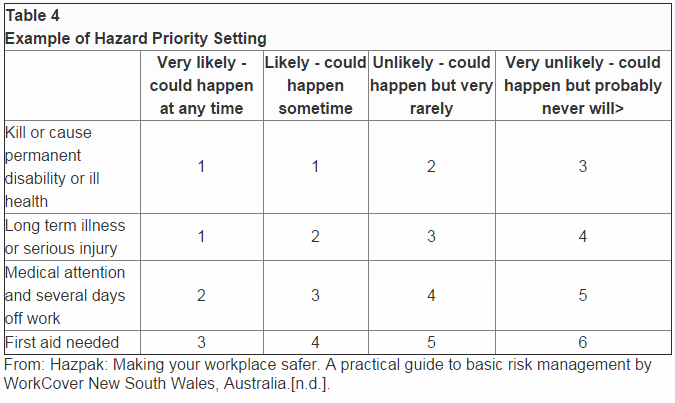 Table 4
Example of Hazard Priority Setting
Very likely -
could happen
at any time
Likely - could
happen
sometime
Unlikely - could
happen but very
rarely
Very unlikely - could
happen but probably
never will>
Kill or cause
permanent
disability or ill
health
1
1
2
3
Long term illness
or serious injury
1
2
3
4
Medical attention
and several days
off work
2
3
4
5
First aid needed
3
4
5
6
From: Hazpak: Making your workplace safer. A practical guide to basic risk management by
WorkCover New South Wales, Australia.[n.d.].